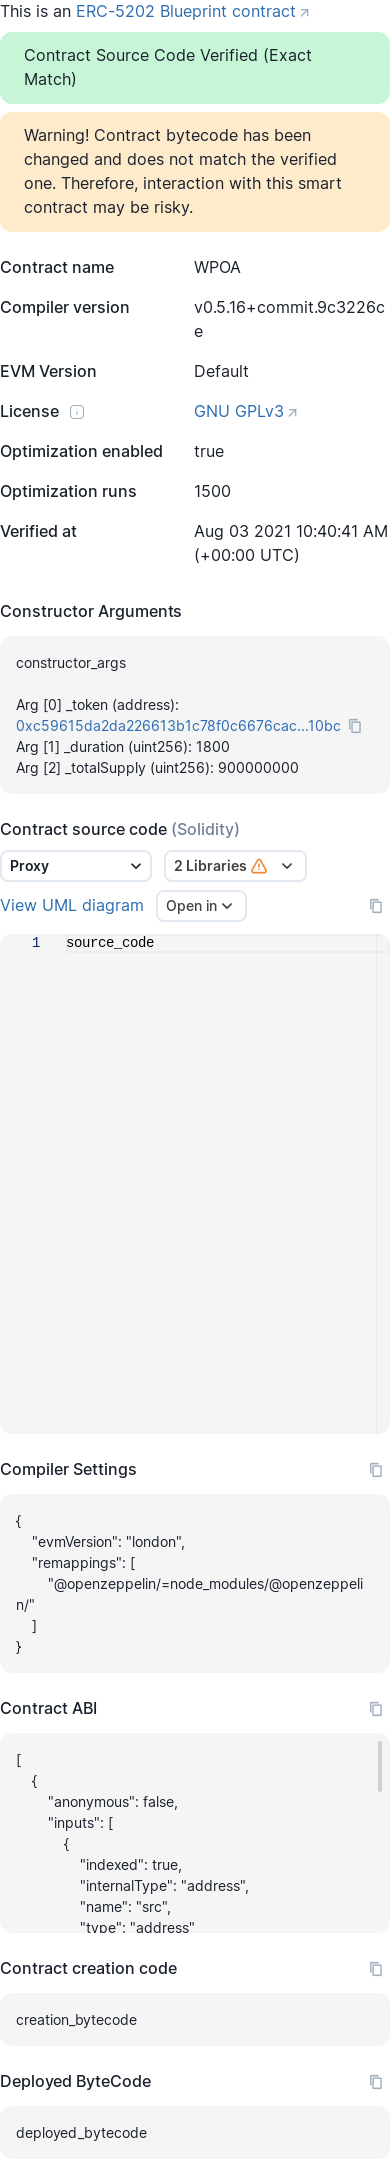 This is an ERC-5202 Blueprint contract
Contract Source Code Verified (Exact
Match)
Warning! Contract bytecode has been
changed and does not match the verified
one. Therefore, interaction with this smart
contract may be risky.
Contract name WPOA
Compiler version v0.5.16+commit.9c3226c
e
EVM Version Default
License GNU GPLv3
Optimization enabled true
Optimization runs 1500
Verified at Aug 03 2021 10:40:41 AM
(+00:00 UTC)
Constructor Arguments
constructor_args
Arg [0] _token (address):
0xc59615da2da226613b1c78f0c6676cac...10bc
Arg [1] _duration (uint256): 1800
Arg [2] _totalSupply (uint256): 900000000
Contract source code (Solidity)
Proxy 2 Libraries
View UML diagram Open in
1 source_code
Compiler Settings
{
"evmVersion": "london",
"remappings": [
"@openzeppelin/=node_modules/@openzeppeli
n/"
]
}
Contract ABI
[
{
"anonymous": false,
"inputs": [
{
"indexed": true,
"internalType": "address",
"name": "src",
"type": "address"
Contract creation code
creation_bytecode
Deployed ByteCode
deployed_bytecode